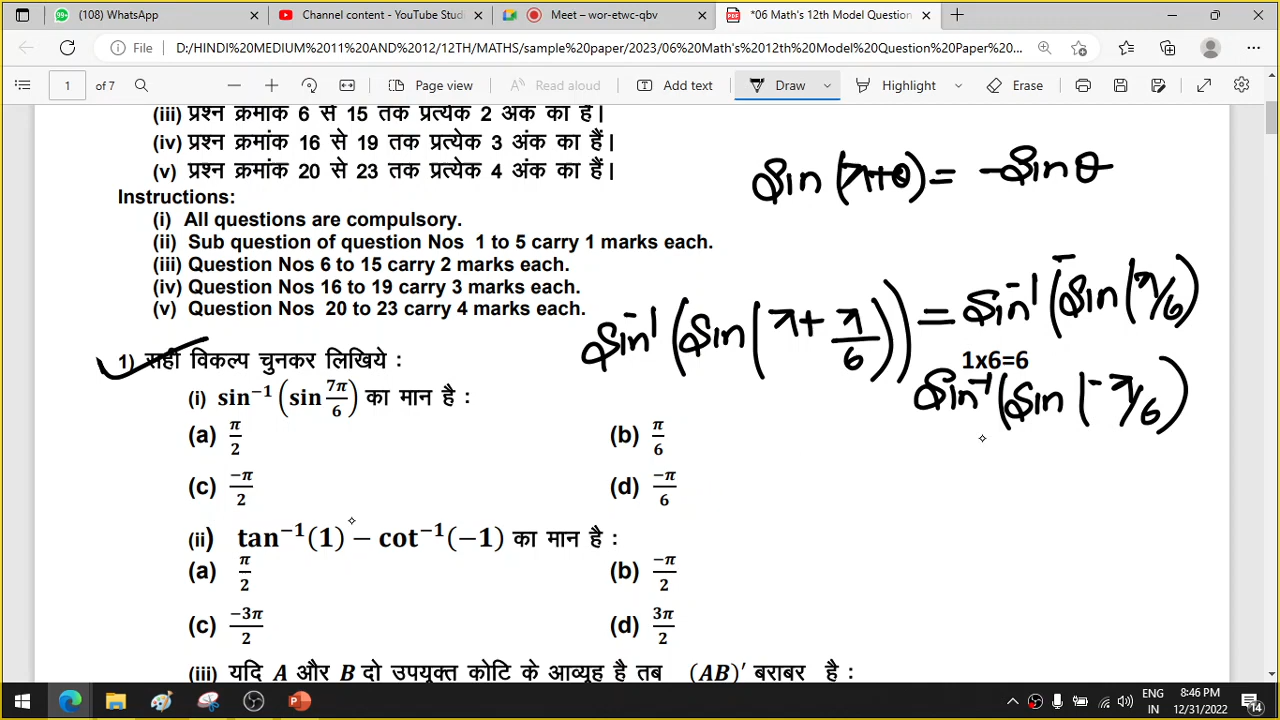 (108) WhatsApp
Channel content - YouTube Stud
Meet – wor-etwc-qbv
*06 Math's 12th Model Question
File D:/HINDI%20MEDIUM%202011%20AND%2012/12TH/MATHS/sample%20paper/2023/06%20Math's%2012th%20Model%20Question%20Paper%20...
1 of 7
Page view
Read aloud
Add text
Draw
Highlight
Erase
(iii) प्रश्न क्रमांक 6 से 15 तक प्रत्येक 2 अंक का हैं।
(iv) प्रश्न क्रमांक 16 से 19 तक प्रत्येक 3 अंक का हैं।
(v) प्रश्न क्रमांक 20 से 23 तक प्रत्येक 4 अंक का हैं।
sin (π+θ) = -sin θ
Instructions:
(i) All questions are compulsory.
(ii) Sub question of question Nos 1 to 5 carry 1 marks each.
(iii) Question Nos 6 to 15 carry 2 marks each.
(iv) Question Nos 16 to 19 carry 3 marks each.
(v) Question Nos 20 to 23 carry 4 marks each.
sin⁻¹(sin(π + π/6)) = sin⁻¹(-sin(π/6)
1x6=6
sin⁻¹(sin(-π/6)
1) सही विकल्प चुनकर लिखिये :
(i) sin⁻¹(sin 7π/6) का मान है :
(a) π/2 (b) π/6
(c) -π/2 (d) -π/6
(ii) tan⁻¹(1) – cot⁻¹(−1) का मान है :
(a) π/2 (b) -π/2
(c) -3π/2 (d) 3π/2
(iii) यदि A और B दो उपयुक्त कोटि के आव्यूह है तब (AB)′ बराबर है :
ENG
IN
8:46 PM
12/31/2022
14